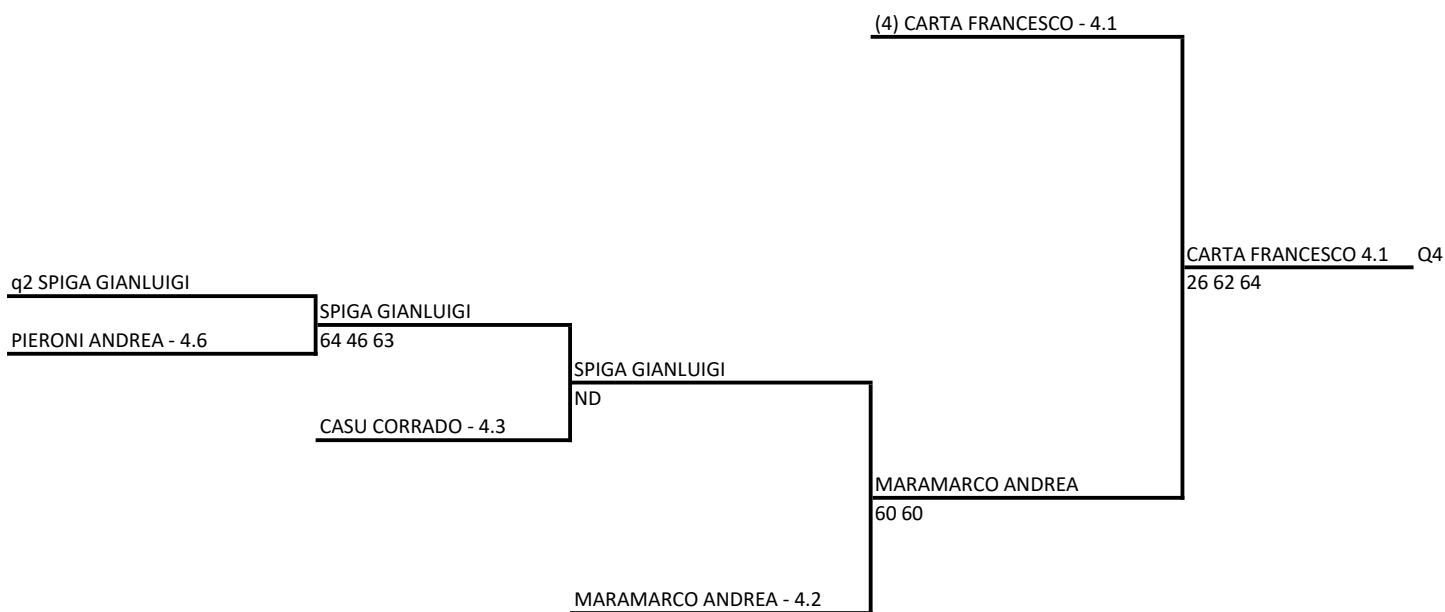 (4) CARTA FRANCESCO - 4.1
CARTA FRANCESCO 4.1 Q4
26 62 64
q2 SPIGA GIANLUIGI
SPIGA GIANLUIGI
PIERONI ANDREA - 4.6
64 46 63
SPIGA GIANLUIGI
ND
CASU CORRADO - 4.3
MARAMARCO ANDREA
60 60
MARAMARCO ANDREA - 4.2